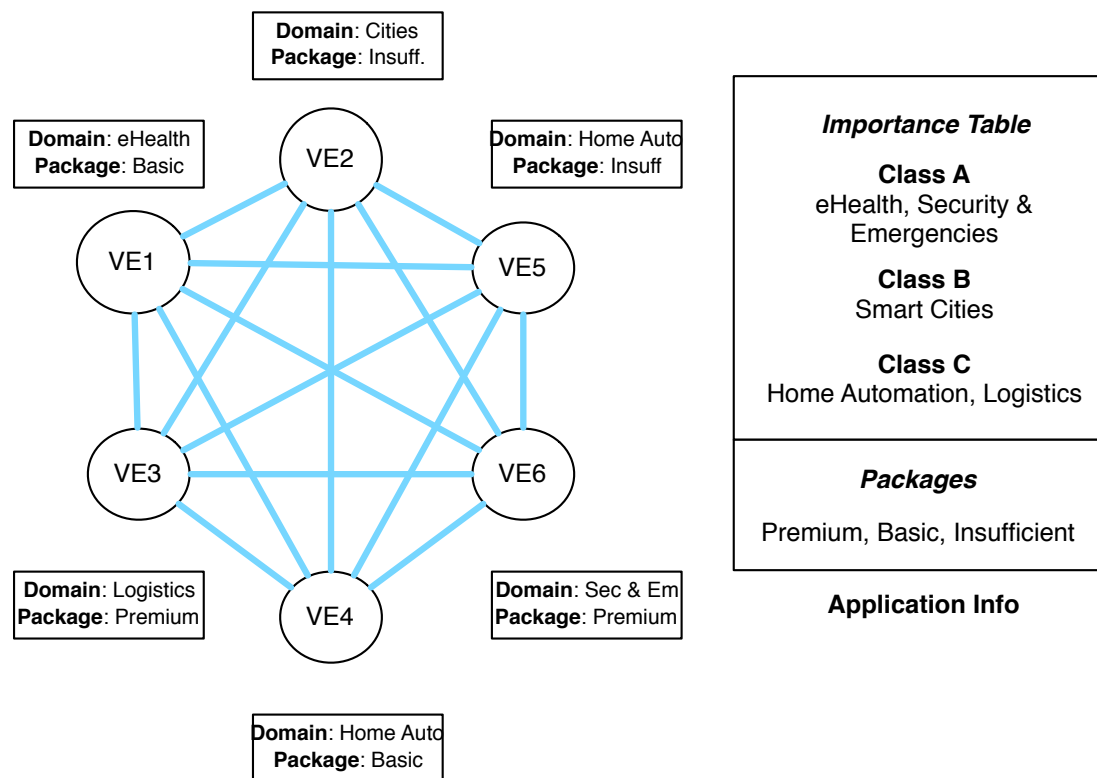 Domain: Cities
Package: Insuff.
Domain: eHealth
Package: Basic
VE2
Domain: Home Auto
Package: Insuff
VE1
VE5
VE3
VE6
Domain: Logistics
Package: Premium
VE4
Domain: Sec & Em
Package: Premium
Domain: Home Auto
Package: Basic
Importance Table
Class A
eHealth, Security &
Emergencies
Class B
Smart Cities
Class C
Home Automation, Logistics
Packages
Premium, Basic, Insufficient
Application Info